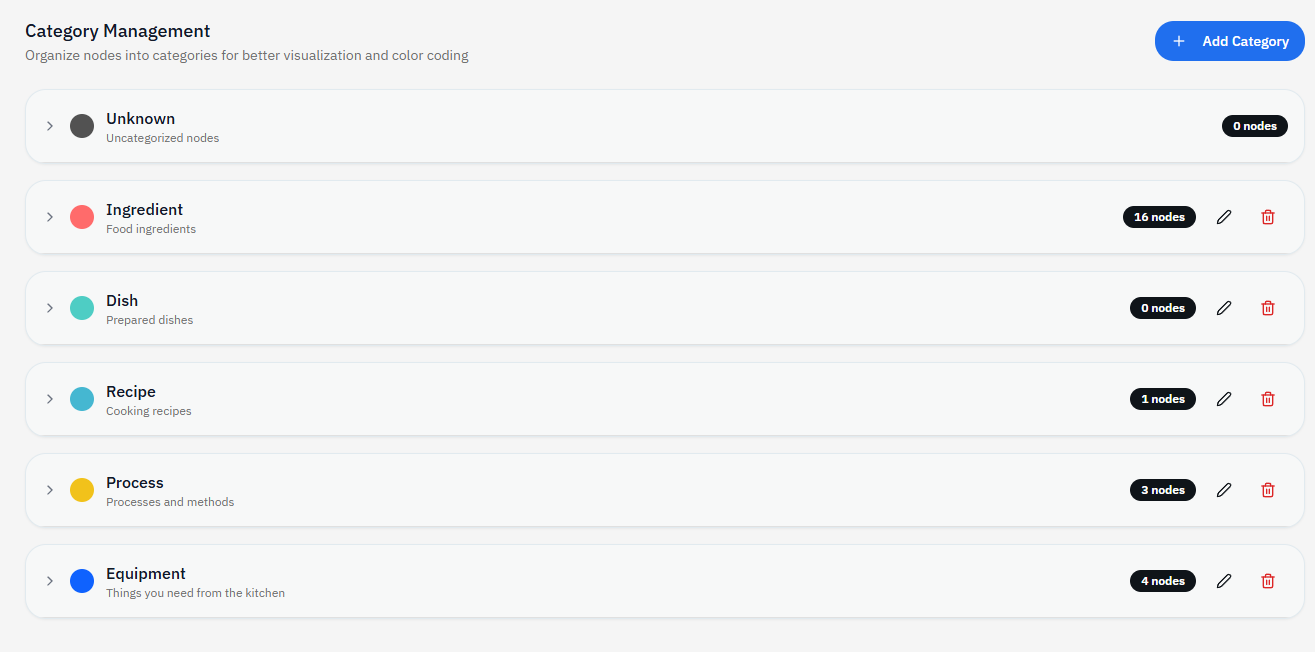 Category Management
Organize nodes into categories for better visualization and color coding
Add Category
Unknown
Uncategorized nodes
0 nodes
Ingredient
Food ingredients
16 nodes
Dish
Prepared dishes
0 nodes
Recipe
Cooking recipes
1 nodes
Process
Processes and methods
3 nodes
Equipment
Things you need from the kitchen
4 nodes